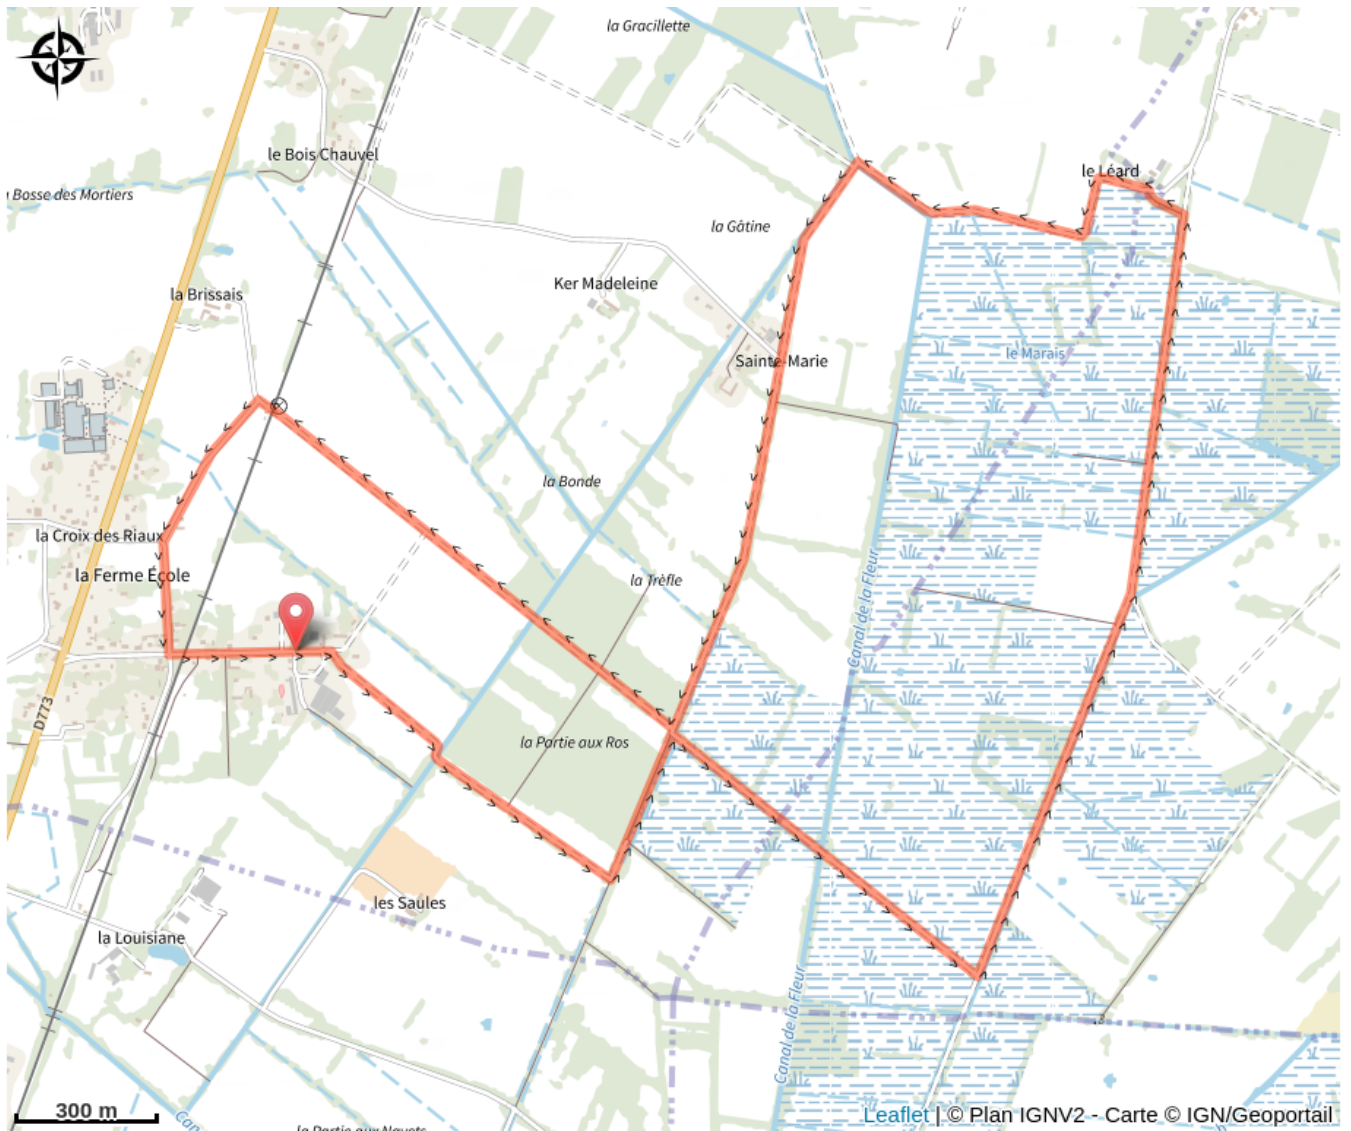 la Gracillette
le Bois Chauvel
le Léard
Bosse des Mortiers
la Gâtine
Ker Madeleine
la Brissais
le Marais
Sainte-Marie
la Bonde
la Croix des Riaux
la Ferme École
la Trèfle
Canal de la Fleur
D773
la Partie aux Ros
les Saules
la Louisiane
Canal de la Fleur
300 m
Can
la Partie aux Navets
Leaflet | © Plan IGNV2 - Carte © IGN/Geoportail